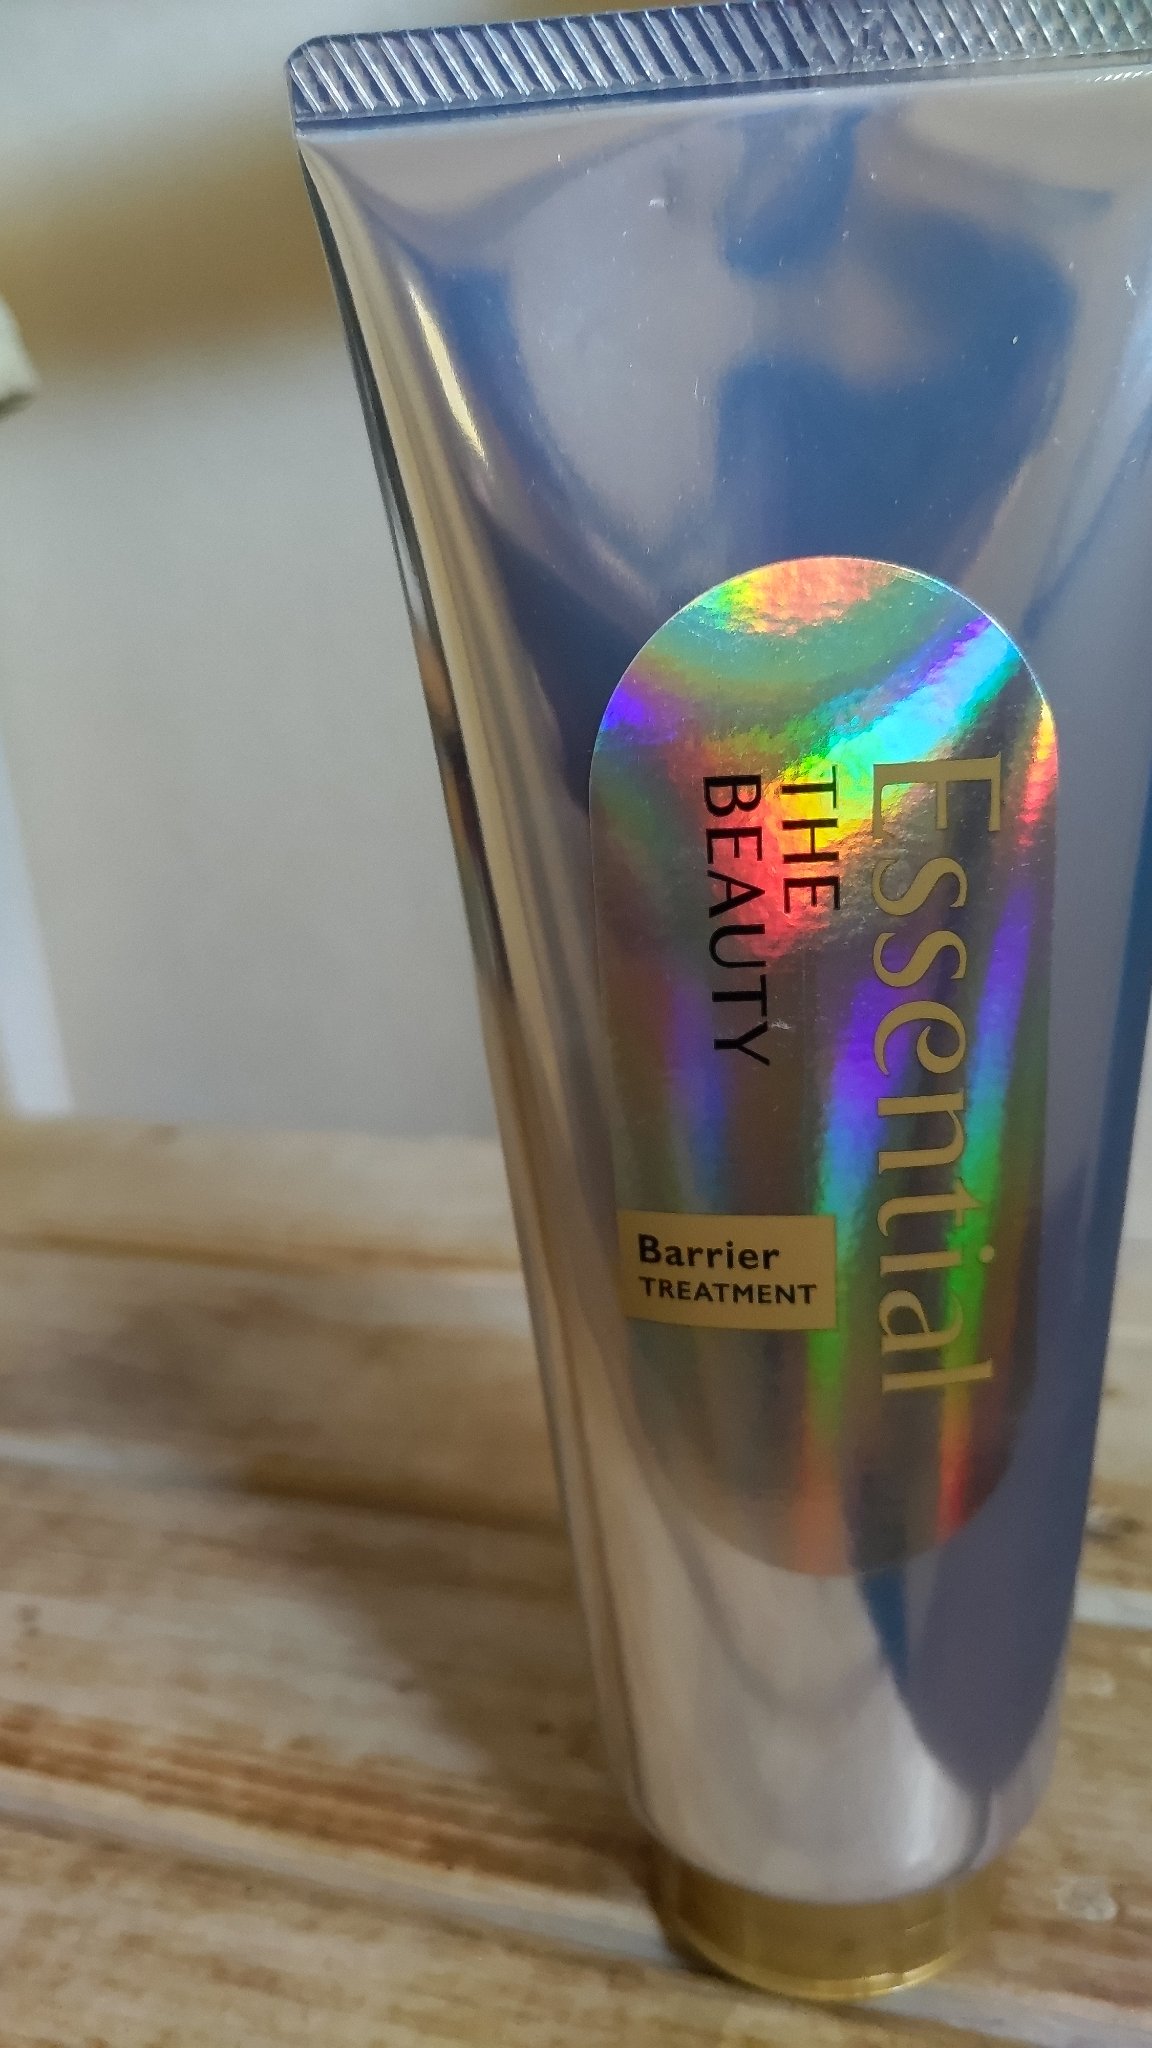 Essential
THE
BEAUTY
Barrier
TREATMENT